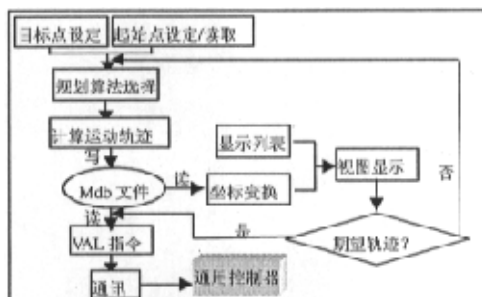 目标点设定
起始点设定/读取
规划算法选择
计算运动轨迹
写
显示列表
视图显示
否
Mdb 文件
读
坐标变换
读
是
期望轨迹？
VAL 指令
通讯
通用控制器